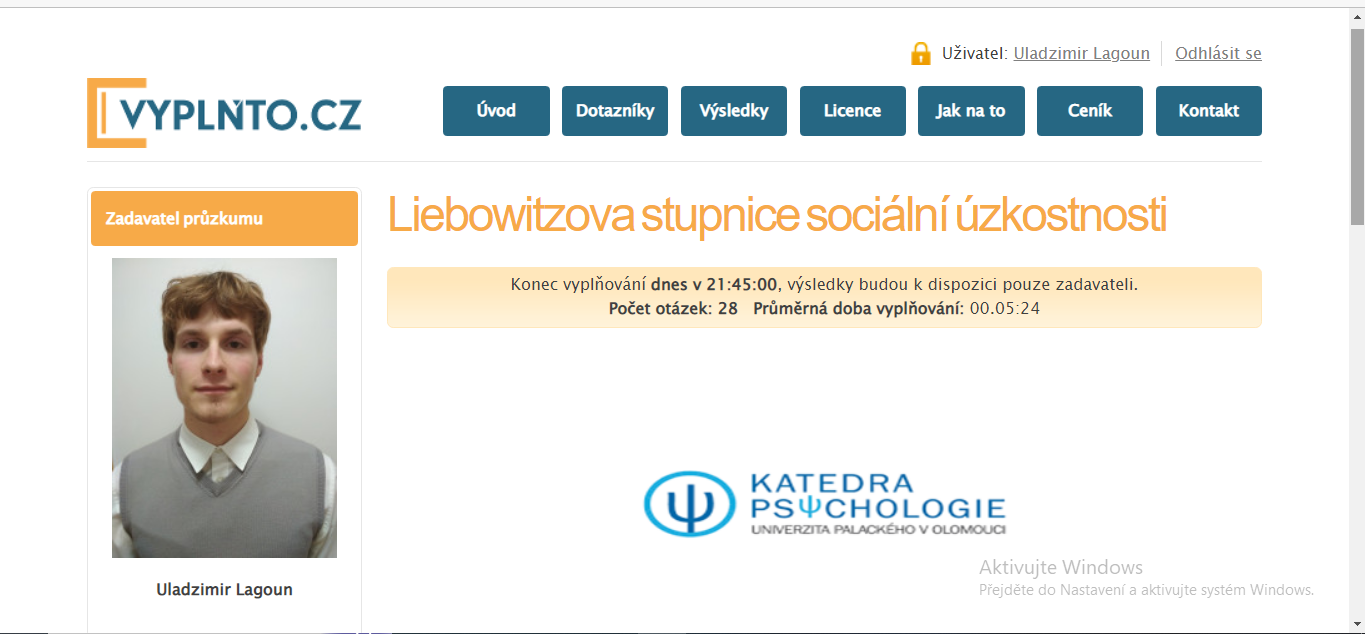 Uživatel: Uladzimir Lagoun Odhlásit se
VYPLŇTO.CZ
Úvod Dotazníky Výsledky Licence Jak na to Ceník Kontakt
Zadavatel průzkumu
Liebowitzova stupnice sociální úzkostnosti
Konec vyplňování dnes v 21:45:00, výsledky budou k dispozici pouze zadavateli.
Počet otázek: 28 Průměrná doba vyplňování: 00.05:24
KATEDRA
PSΨCHOLOGIE
UNIVERZITA PALACKÉHO V OLOMOUCI
Uladzimir Lagoun
Aktivujte Windows
Přejděte do Nastavení a aktivujte systém Windows.